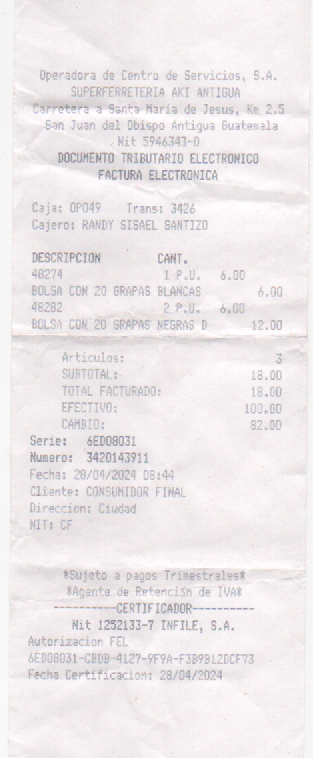 Operadora de Centro de Servicios, S.A.
SUPERFERRETERIA AKI ANTIGUA
Carretera a Santa Maria de Jesus, Km 2.5
San Juan del Obispo Antigua Guatemala
Nit 5946343-0
DOCUMENTO TRIBUTARIO ELECTRONICO
FACTURA ELECTRONICA
Caja: OP049 Trans: 3426
Cajero: RANDY SISAEL SANTIZO
DESCRIPCION CANT.
48274 1 P.U. 6.00
BOLSA CON 20 GRAPAS BLANCAS 6.00
48282 2 P.U. 6.00
BOLSA CON 20 GRAPAS NEGRAS D 12.00
Articulos: 3
SUBTOTAL: 18.00
TOTAL FACTURADO: 18.00
EFECTIVO: 100.00
CAMBIO: 82.00
Serie: 6ED08031
Numero: 3420143911
Fecha: 28/04/2024 08:44
Cliente: CONSUMIDOR FINAL
Direccion: Ciudad
NIT: CF
*Sujeto a pagos Trimestrales*
*Agente de Retención de IVA*
----------CERTIFICADOR----------
Nit 1252133-7 INFILE, S.A.
Autorizacion FEL
6ED08031-CBDB-4127-9F9A-F3B9B12DCF73
Fecha Certificacion: 28/04/2024